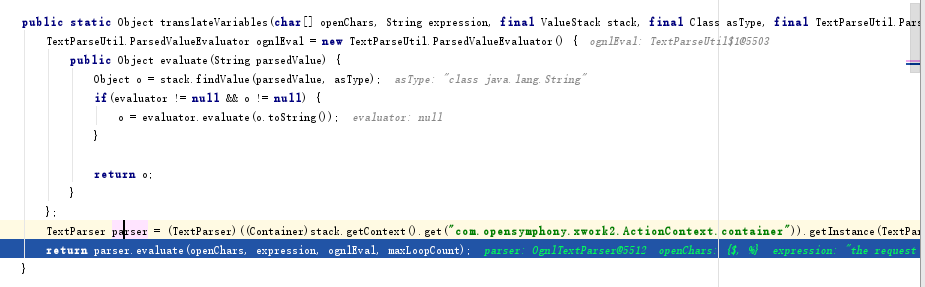 public static Object translateVariables(char[] openChars, String expression, final ValueStack stack, final Class asType, final TextParseUtil.Pars
TextParseUtil.ParsedValueEvaluator ognlEval = new TextParseUtil.ParsedValueEvaluator() { ognlEval: TextParseUtil$1@5503
public Object evaluate(String parsedValue) {
Object o = stack.findValue(parsedValue, asType); asType: "class java.lang.String"
if(evaluator != null && o != null) {
o = evaluator.evaluate(o.toString()); evaluator: null
}
return o;
}
};
TextParser parser = (TextParser)((Container)stack.getContext().get("com.opensymphony.xwork2.ActionContext.container")).getInstance(TextPar
return parser.evaluate(openChars, expression, ognlEval, maxLoopCount); parser: OgnlTextParser@5512 openChars: {$, %} expression: "the request
}